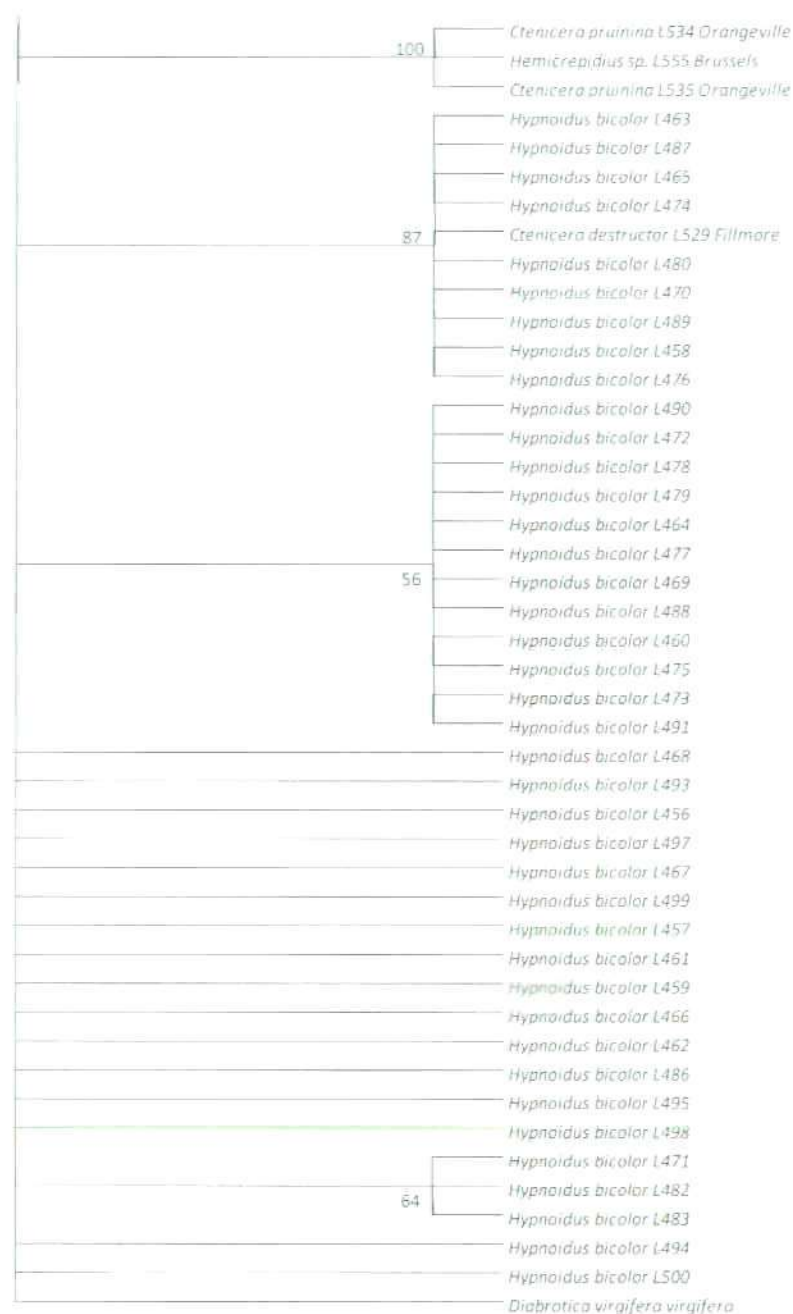 Ctenicera pruinina L534 Orangeville
100
Hemicrepidius sp. L555 Brussels
Ctenicera pruinina L535 Orangeville
Hypnoidus bicolor L463
Hypnoidus bicolor L487
Hypnoidus bicolor L465
Hypnoidus bicolor L474
87
Ctenicera destructor L529 Fillmore
Hypnoidus bicolor L480
Hypnoidus bicolor L470
Hypnoidus bicolor L489
Hypnoidus bicolor L458
Hypnoidus bicolor L476
Hypnoidus bicolor L490
Hypnoidus bicolor L472
Hypnoidus bicolor L478
Hypnoidus bicolor L479
Hypnoidus bicolor L464
Hypnoidus bicolor L477
56
Hypnoidus bicolor L469
Hypnoidus bicolor L488
Hypnoidus bicolor L460
Hypnoidus bicolor L475
Hypnoidus bicolor L473
Hypnoidus bicolor L491
Hypnoidus bicolor L468
Hypnoidus bicolor L493
Hypnoidus bicolor L456
Hypnoidus bicolor L497
Hypnoidus bicolor L467
Hypnoidus bicolor L499
Hypnoidus bicolor L457
Hypnoidus bicolor L461
Hypnoidus bicolor L459
Hypnoidus bicolor L466
Hypnoidus bicolor L462
Hypnoidus bicolor L486
Hypnoidus bicolor L495
Hypnoidus bicolor L498
Hypnoidus bicolor L471
Hypnoidus bicolor L482
64
Hypnoidus bicolor L483
Hypnoidus bicolor L494
Hypnoidus bicolor L500
Diabrotica virgifera virgifera